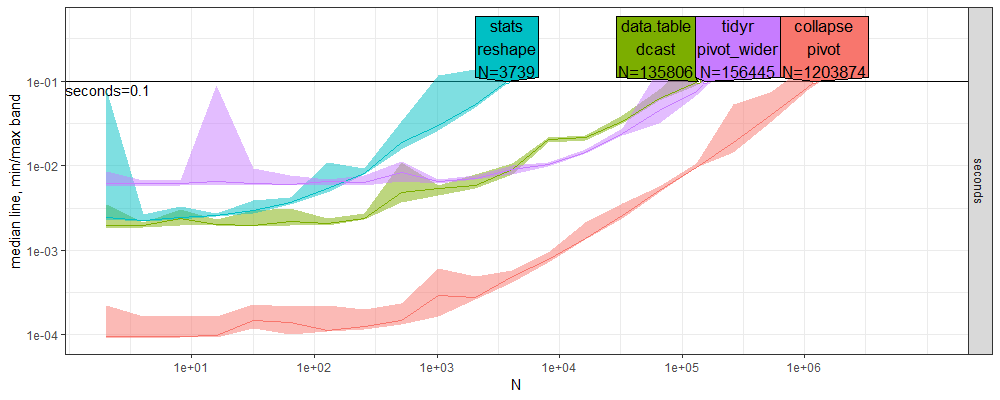 stats
reshape
N=3739
data.table
dcast
N=135806
tidyr
pivot_wider
N=156445
collapse
pivot
N=1203874
seconds=0.1
median line, min/max band
1e-01
1e-02
1e-03
1e-04
seconds
1e+01 1e+02 1e+03 1e+04 1e+05 1e+06
N